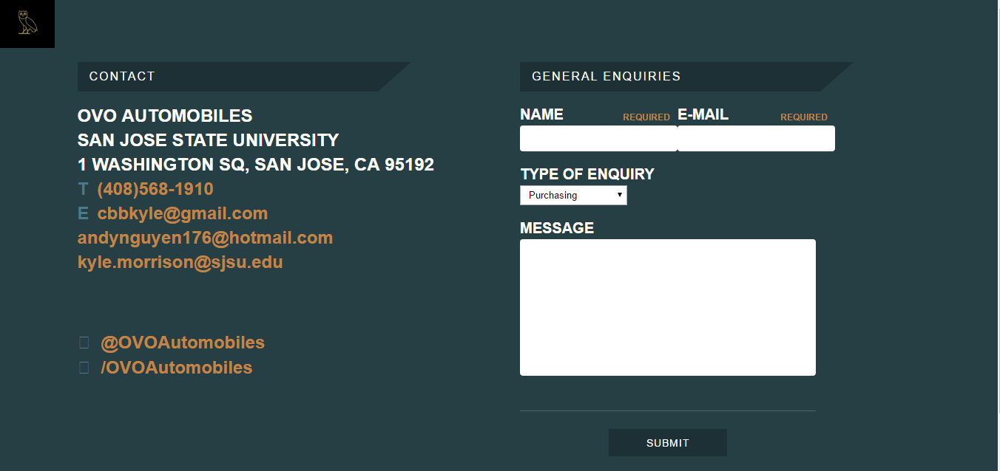 CONTACT
OVO AUTOMOBILES
SAN JOSE STATE UNIVERSITY
1 WASHINGTON SQ, SAN JOSE, CA 95192
T (408)568-1910
E cbbkyle@gmail.com
andynguyen176@hotmail.com
kyle.morrison@sjsu.edu
@OVOAutomobiles
/OVOAutomobiles
GENERAL ENQUIRIES
NAME REQUIRED E-MAIL REQUIRED
TYPE OF ENQUIRY
Purchasing
MESSAGE
SUBMIT